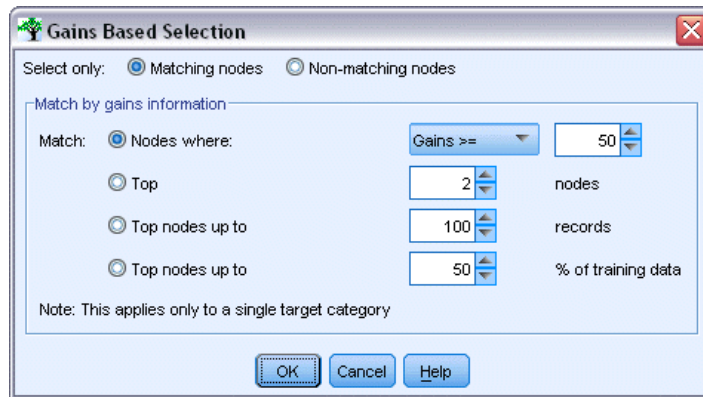 Gains Based Selection
Select only: Matching nodes Non-matching nodes
Match by gains information
Match: Nodes where: Gains >= 50
Top 2 nodes
Top nodes up to 100 records
Top nodes up to 50 % of training data
Note: This applies only to a single target category
OK Cancel Help